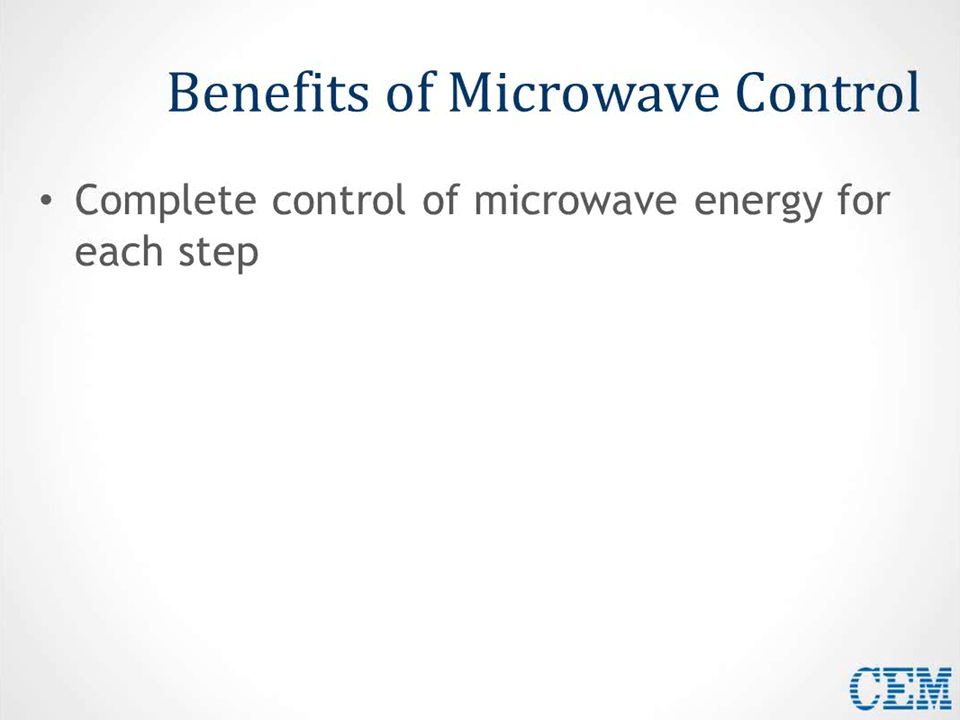 Benefits of Microwave Control
• Complete control of microwave energy for
each step
CEM